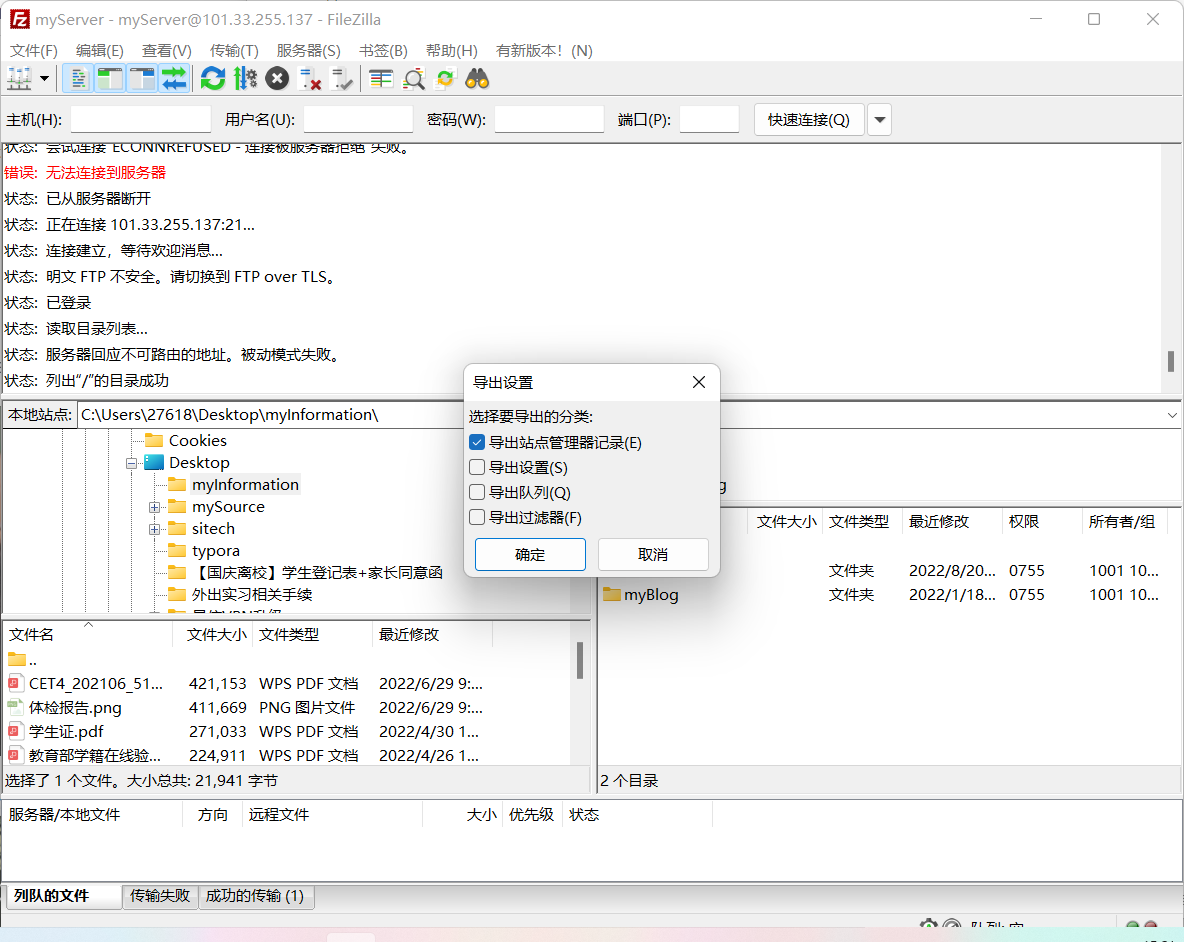 myServer - myServer@101.33.255.137 - FileZilla
文件(F) 编辑(E) 查看(V) 传输(T) 服务器(S) 书签(B) 帮助(H) 有新版本！(N)
主机(H): 用户名(U): 密码(W): 端口(P): 快速连接(Q)
状态: 尝试连接“ECONNREFUSED - 连接被服务器拒绝”失败。
错误: 无法连接到服务器
状态: 已从服务器断开
状态: 正在连接 101.33.255.137:21...
状态: 连接建立，等待欢迎消息...
状态: 明文 FTP 不安全。请切换到 FTP over TLS。
状态: 已登录
状态: 读取目录列表...
状态: 服务器回应不可路由的地址。被动模式失败。
状态: 列出“/”的目录成功
本地站点: C:\Users\27618\Desktop\myInformation\
Cookies
Desktop
myInformation
mySource
sitech
typora
【国庆离校】学生登记表+家长同意函
外出实习相关手续
导出设置
选择要导出的分类:
导出站点管理器记录(E)
导出设置(S)
导出队列(Q)
导出过滤器(F)
确定 取消
文件名 文件大小 文件类型 最近修改
..
CET4_202106_51... 421,153 WPS PDF 文档 2022/6/29 9:...
体检报告.png 411,669 PNG 图片文件 2022/6/29 9:...
学生证.pdf 271,033 WPS PDF 文档 2022/4/30 1...
教育部学籍在线验... 224,911 WPS PDF 文档 2022/4/26 1...
选择了 1 个文件。大小总共: 21,941 字节
文件大小 文件类型 最近修改 权限 所有者/组
文件夹 2022/8/20... 0755 1001 10...
myBlog 文件夹 2022/1/18... 0755 1001 10...
2 个目录
服务器/本地文件 方向 远程文件 大小 优先级 状态
列队的文件 传输失败 成功的传输 (1)
队列: 空